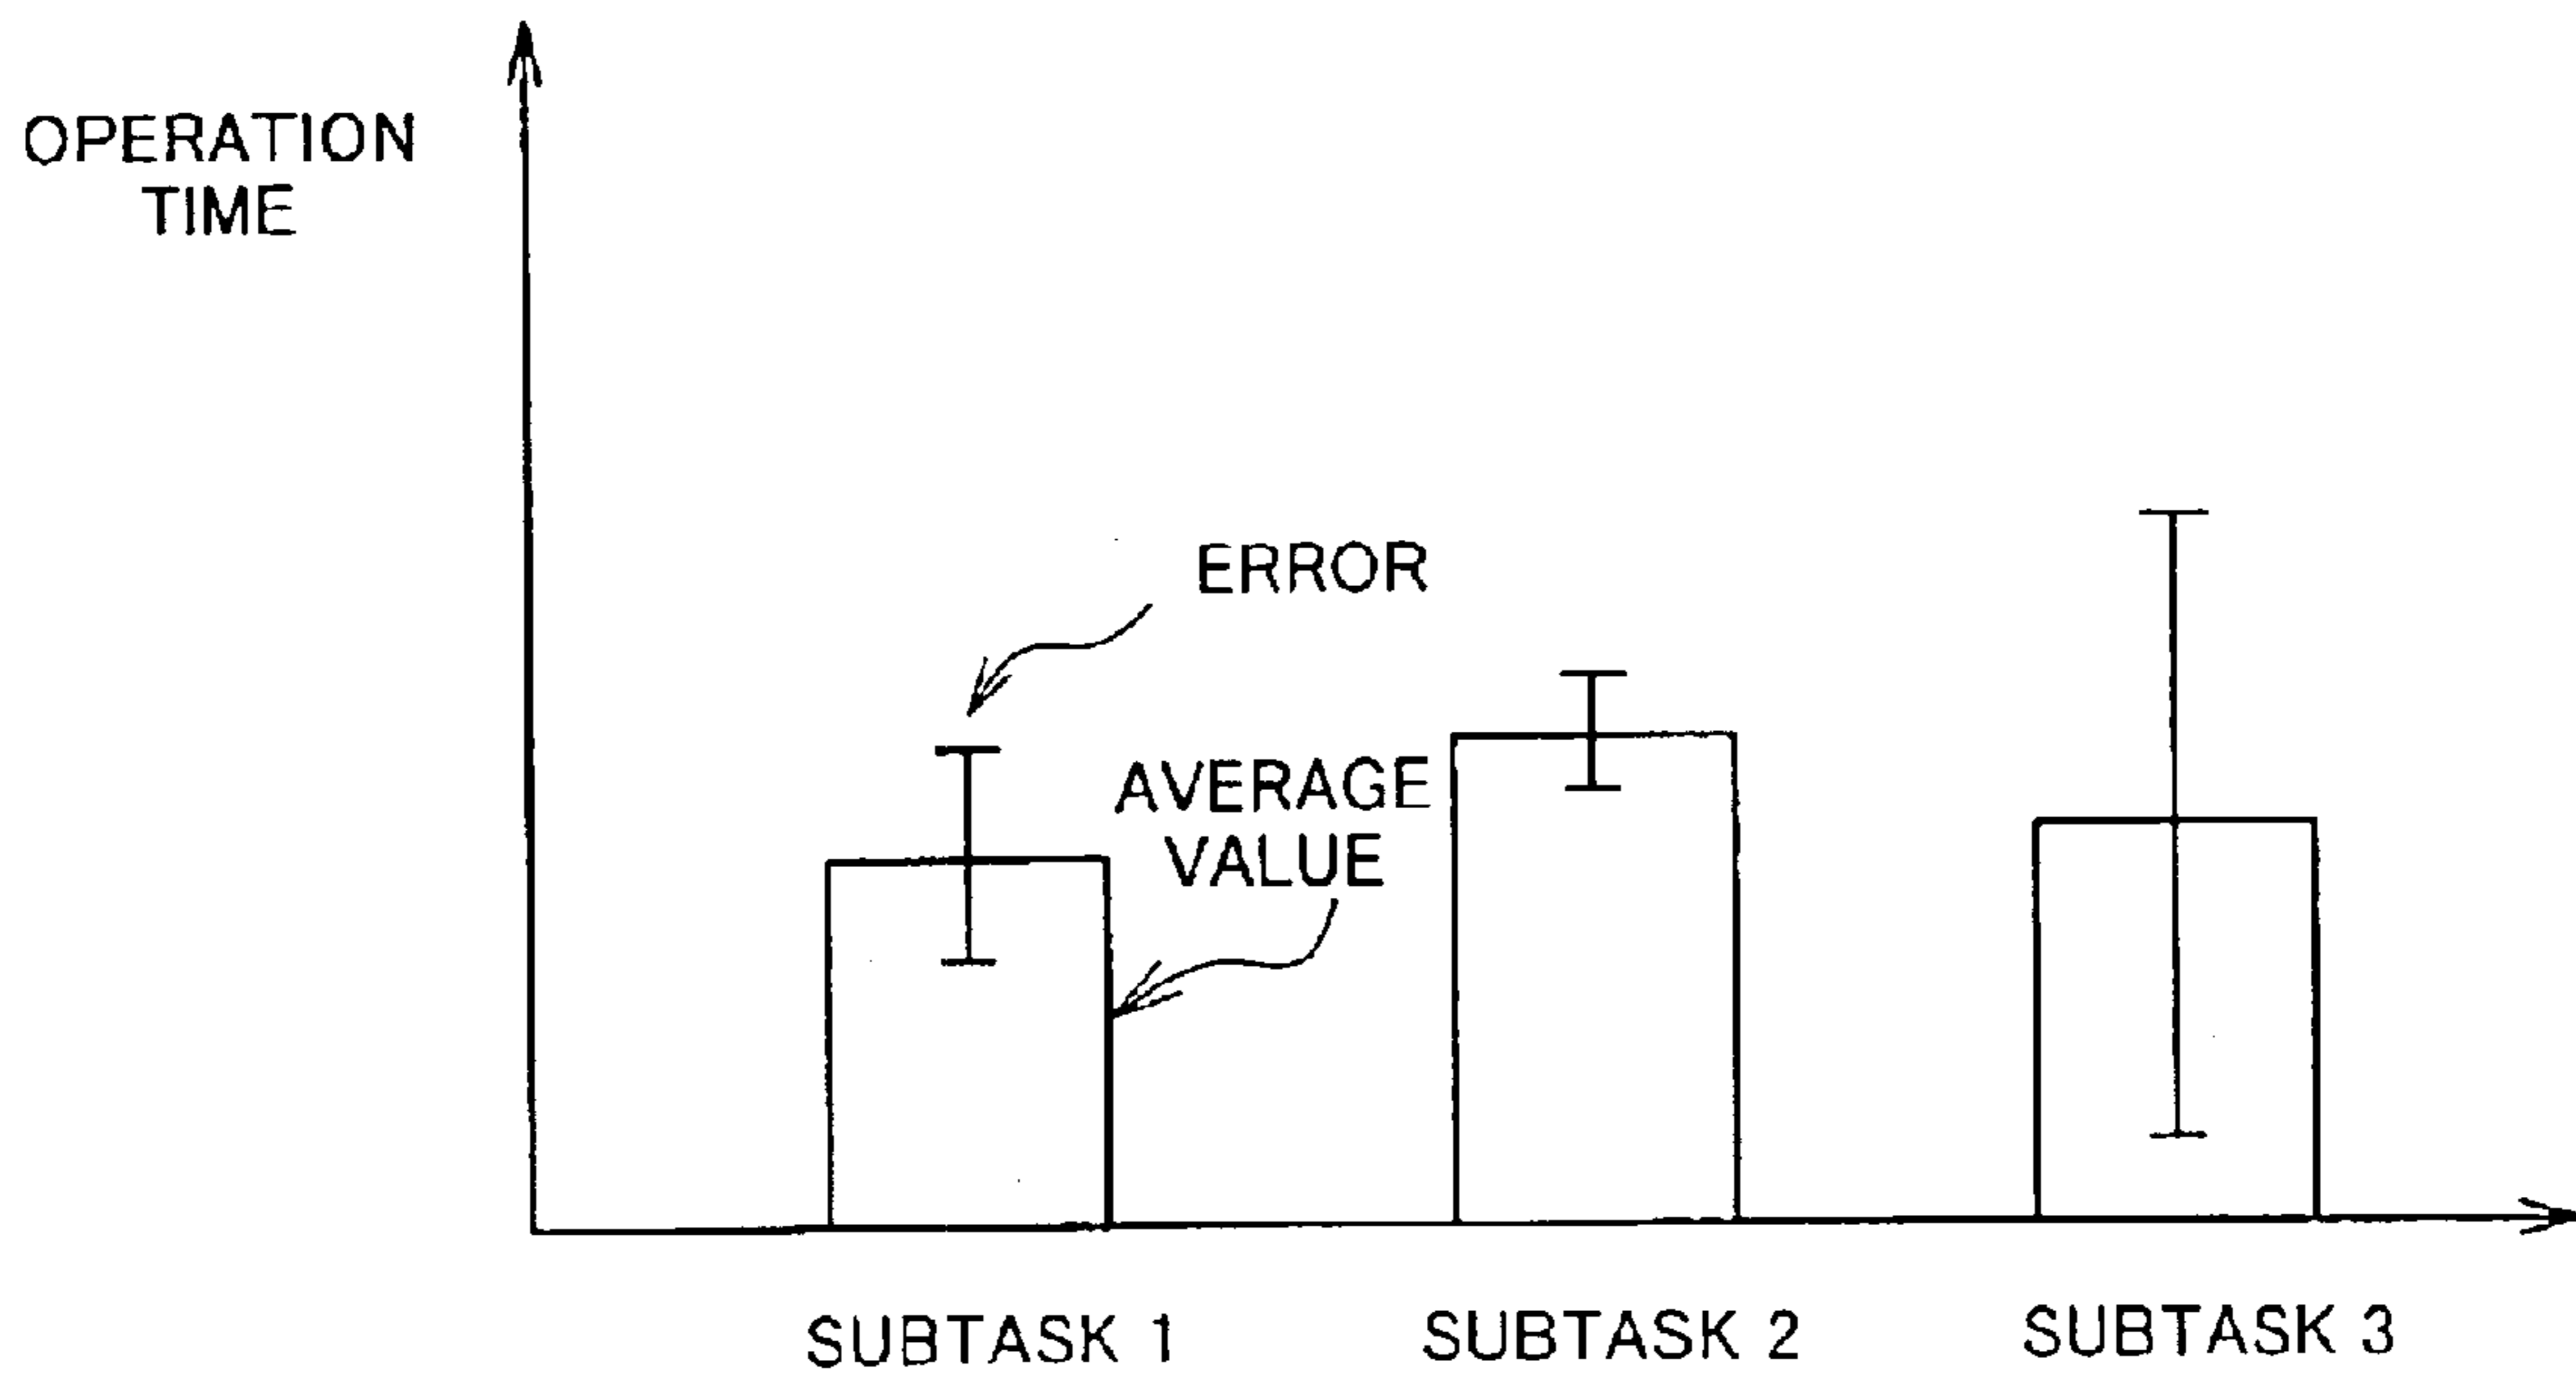 OPERATION
TIME
ERROR
AVERAGE
VALUE
SUBTASK 1
SUBTASK 2
SUBTASK 3